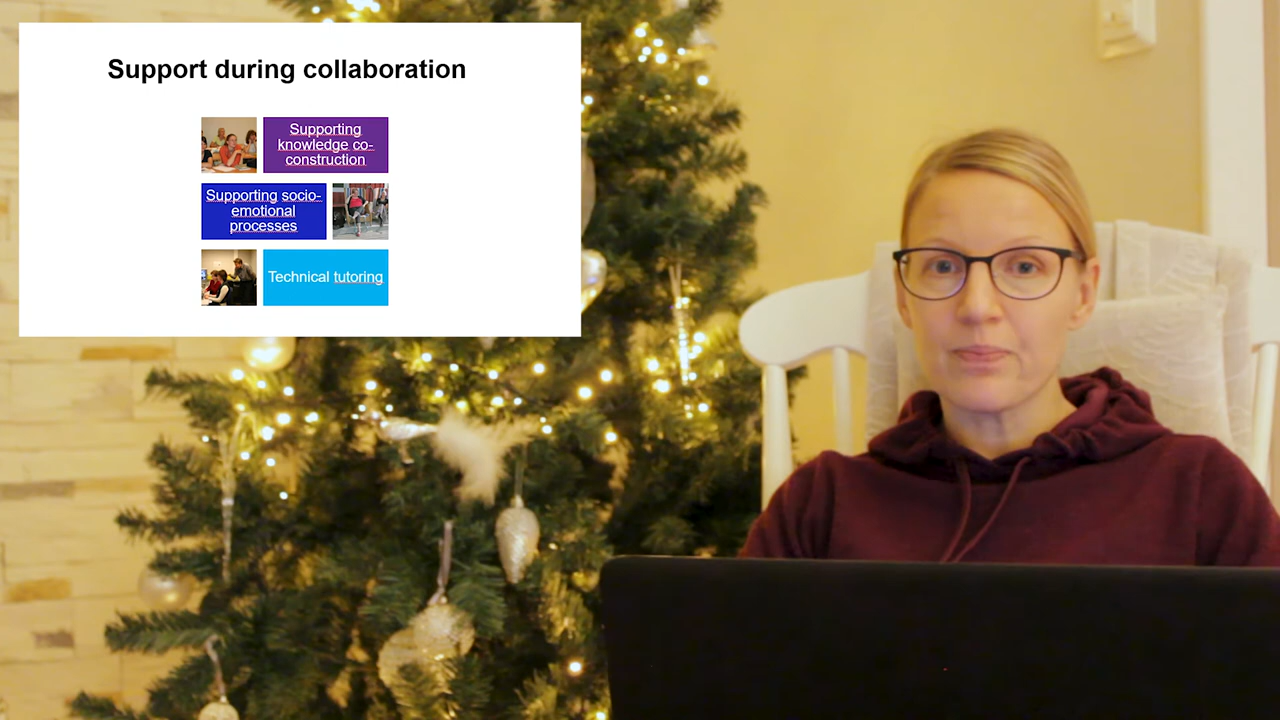 Support during collaboration
Supporting
knowledge co-
construction
Supporting socio-
emotional
processes
Technical tutoring